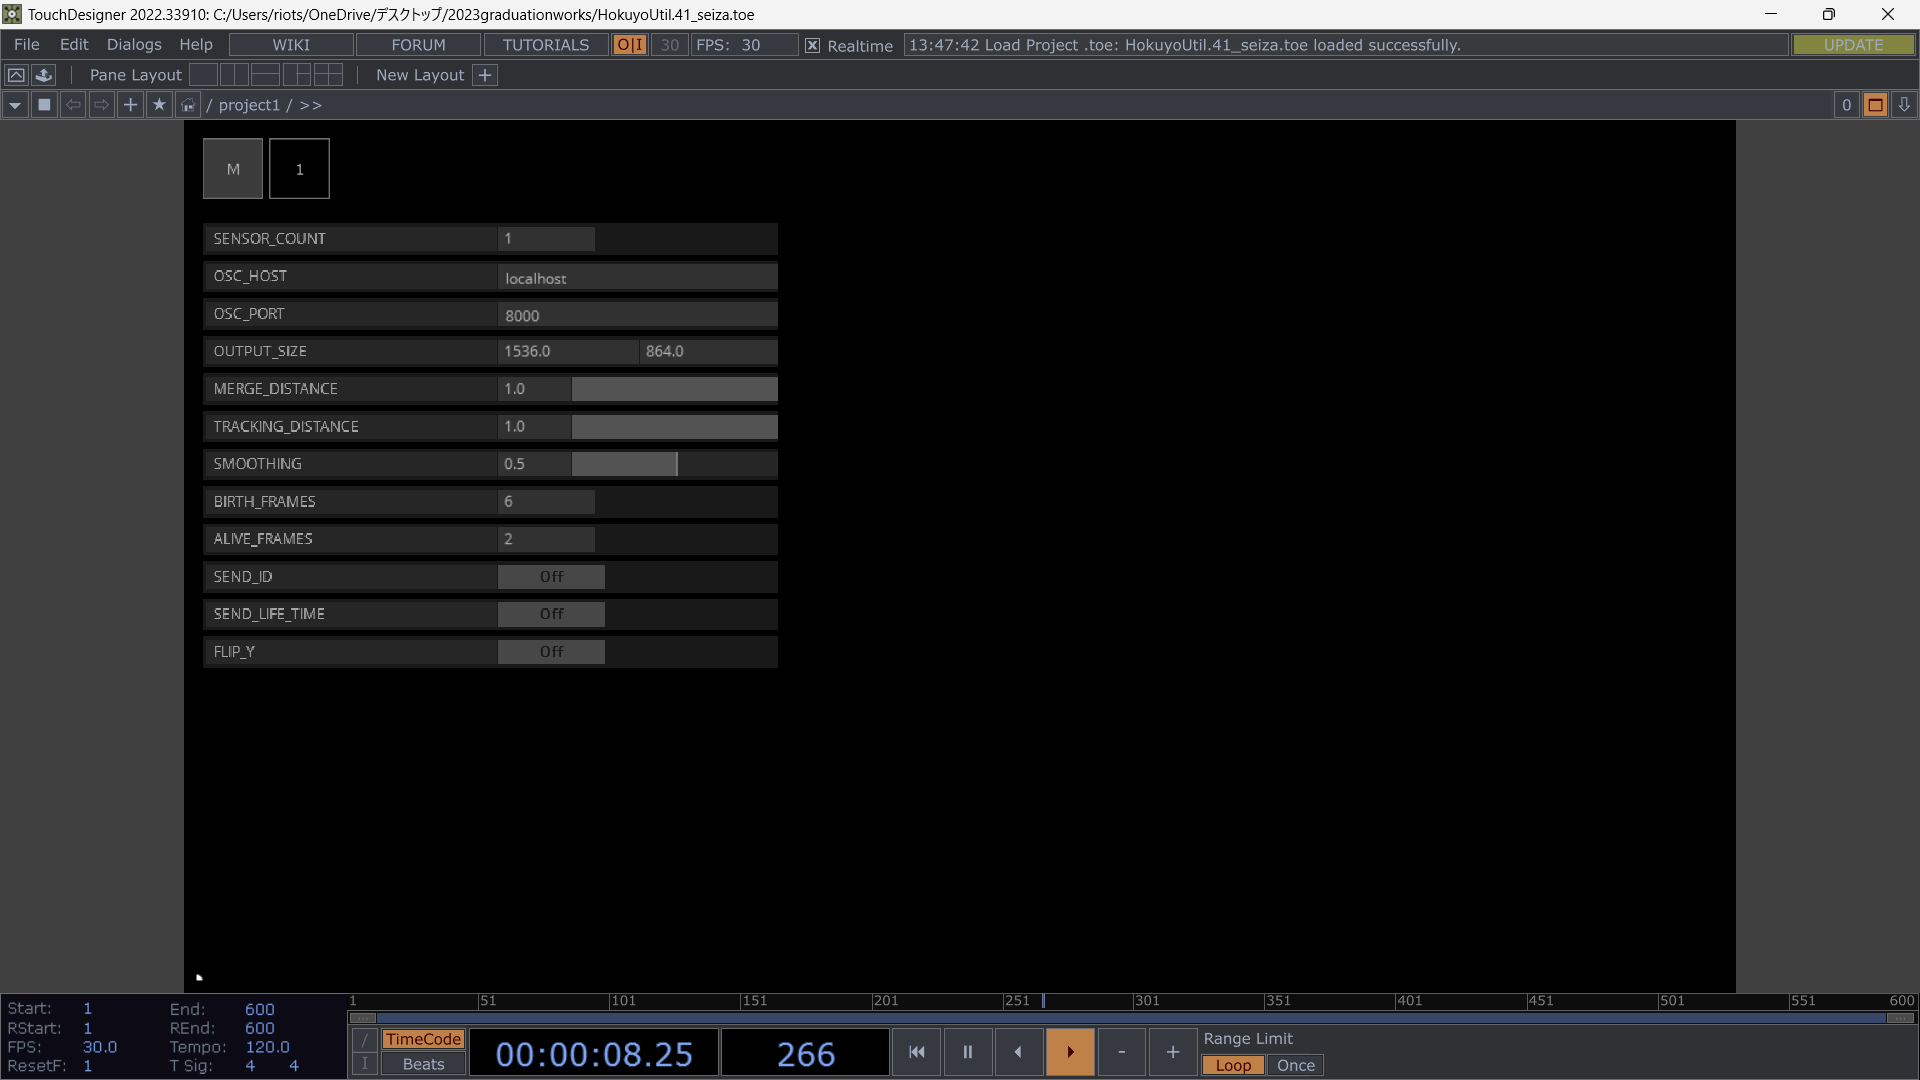 TouchDesigner 2022.33910: C:/Users/riots/OneDrive/デスクトップ/2023graduationworks/HokuyoUtil.41_seiza.toe
File Edit Dialogs Help WIKI FORUM TUTORIALS O|I 30 FPS: 30 Realtime 13:47:42 Load Project .toe: HokuyoUtil.41_seiza.toe loaded successfully. UPDATE
Pane Layout New Layout +
/ project1 / >> 0
M 1
SENSOR_COUNT 1
OSC_HOST localhost
OSC_PORT 8000
OUTPUT_SIZE 1536.0 864.0
MERGE_DISTANCE 1.0
TRACKING_DISTANCE 1.0
SMOOTHING 0.5
BIRTH_FRAMES 6
ALIVE_FRAMES 2
SEND_ID Off
SEND_LIFE_TIME Off
FLIP_Y Off
1 51 101 151 201 251 301 351 401 451 501 551 600
Start: 1 End: 600
RStart: 1 REnd: 600
FPS: 30.0 Tempo: 120.0
ResetF: 1 T Sig: 4 4
/ TimeCode
I Beats
00:00:08.25 266 - +
Range Limit
Loop Once